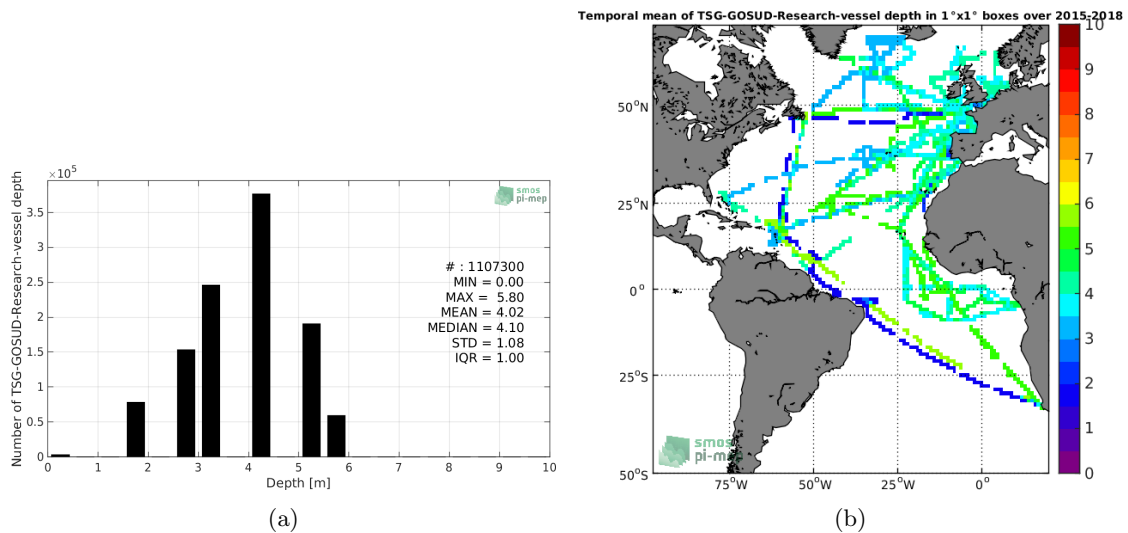 Temporal mean of TSG-GOSUD-Research-vessel depth in 1°x1° boxes over 2015-2018
×10⁵
Number of TSG-GOSUD-Research-vessel depth
3.5
3
2.5
2
1.5
1
0.5
0
smos
pi-mep
# : 1107300
MIN = 0.00
MAX = 5.80
MEAN = 4.02
MEDIAN = 4.10
STD = 1.08
IQR = 1.00
0 1 2 3 4 5 6 7 8 9 10
Depth [m]
(a)
50°N
25°N
0°
25°S
50°S
75°W 50°W 25°W 0°
smos
pi-mep
10
9
8
7
6
5
4
3
2
1
0
(b)